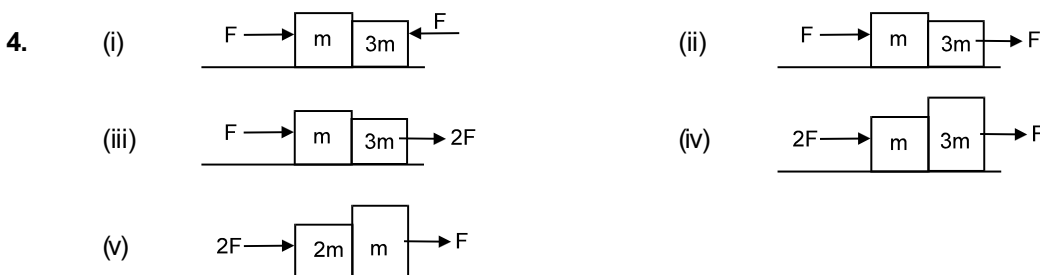 4. (i) F m 3m F (ii) F m 3m F
(iii) F m 3m 2F (iv) 2F m 3m F
(v) 2F 2m m F